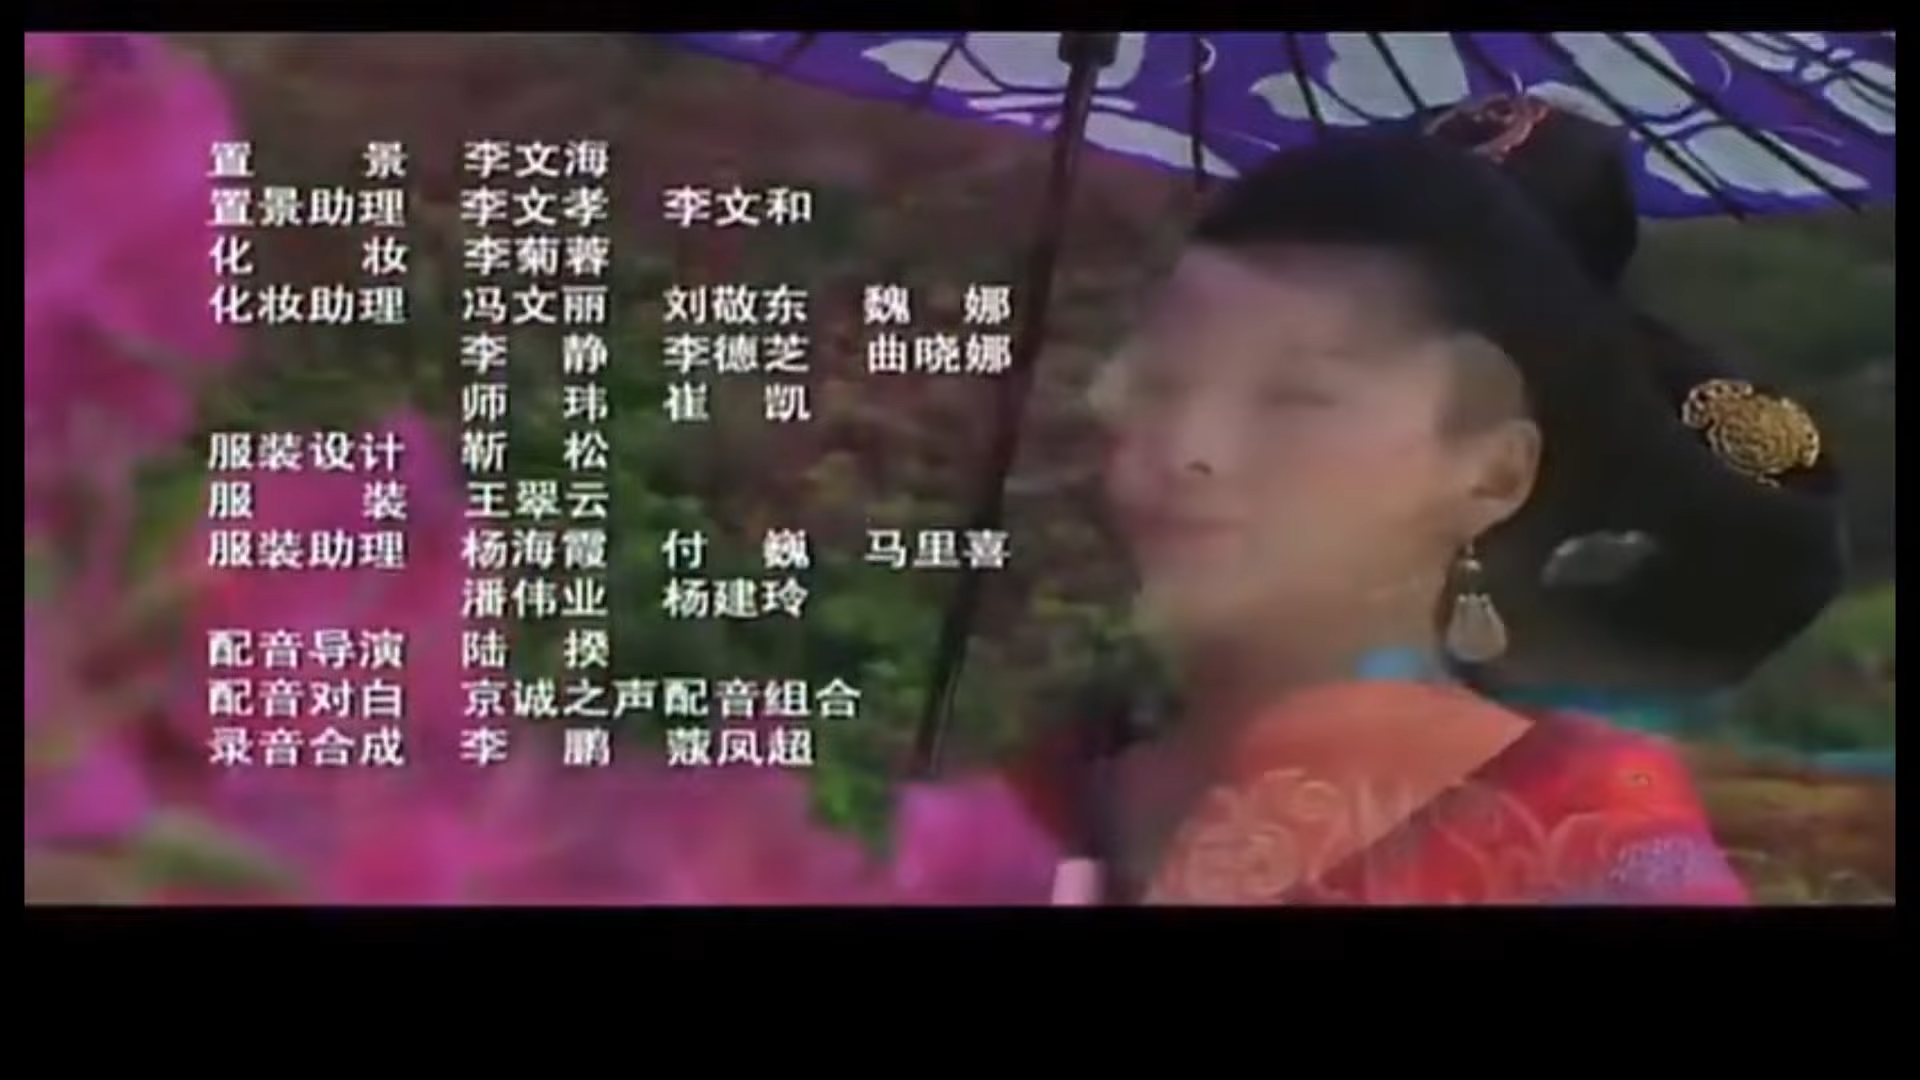 置景 李文海
置景助理 李文孝 李文和
化妆 李菊蓉
化妆助理 冯文丽 刘敬东 魏娜
李静 李德芝 曲晓娜
师玮 崔凯
服装设计 靳松
服装 王翠云
服装助理 杨海霞 付巍 马里喜
潘伟业 杨建玲
配音导演 陆揆
配音对白 京诚之声配音组合
录音合成 李鹏 蔻凤超